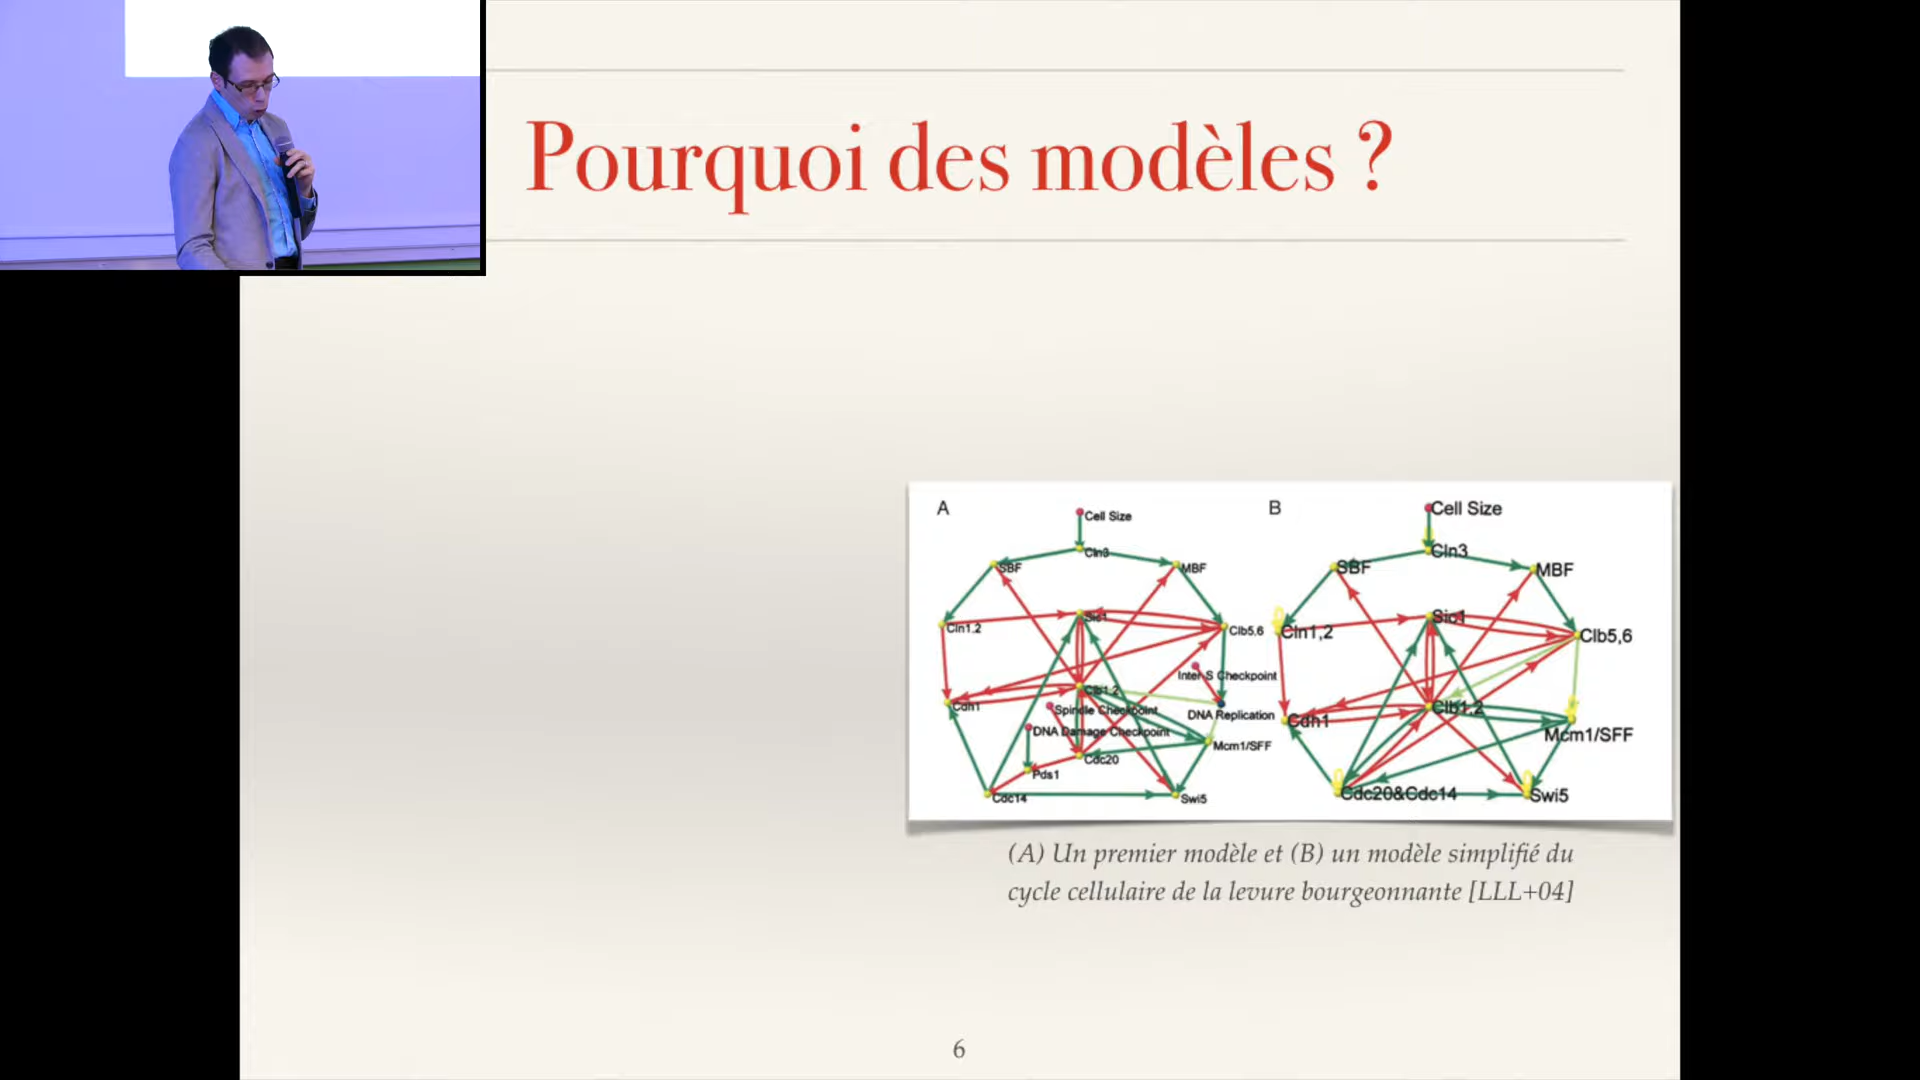 Pourquoi des modèles ?
A
Cell Size
Cln3
SBF
MBF
Sic1
Cln1,2
Clb5,6
Inter S Checkpoint
Clb1,2
Cdh1
Spindle Checkpoint
DNA Replication
DNA Damage Checkpoint
Mcm1/SFF
Cdc20
Pds1
Cdc14
Swi5
B
Cell Size
Cln3
SBF
MBF
Sic1
Cln1,2
Clb5,6
Clb1,2
Cdh1
Mcm1/SFF
Cdc20&Cdc14
Swi5
(A) Un premier modèle et (B) un modèle simplifié du
cycle cellulaire de la levure bourgeonnante [LLL+04]
6